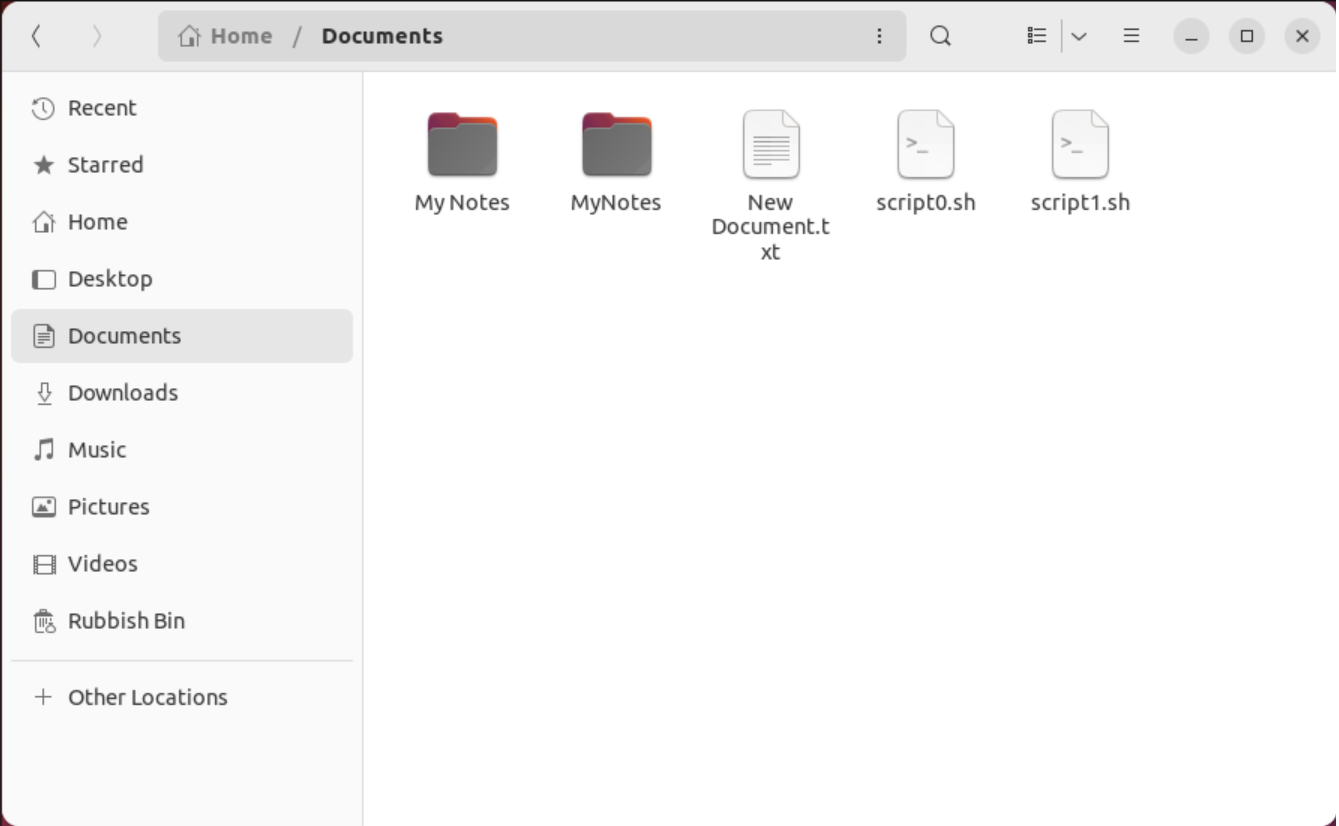 Home / Documents
Recent
Starred
Home
Desktop
Documents
Downloads
Music
Pictures
Videos
Rubbish Bin
+ Other Locations
My Notes
MyNotes
New
Document.t
xt
>_
script0.sh
>_
script1.sh